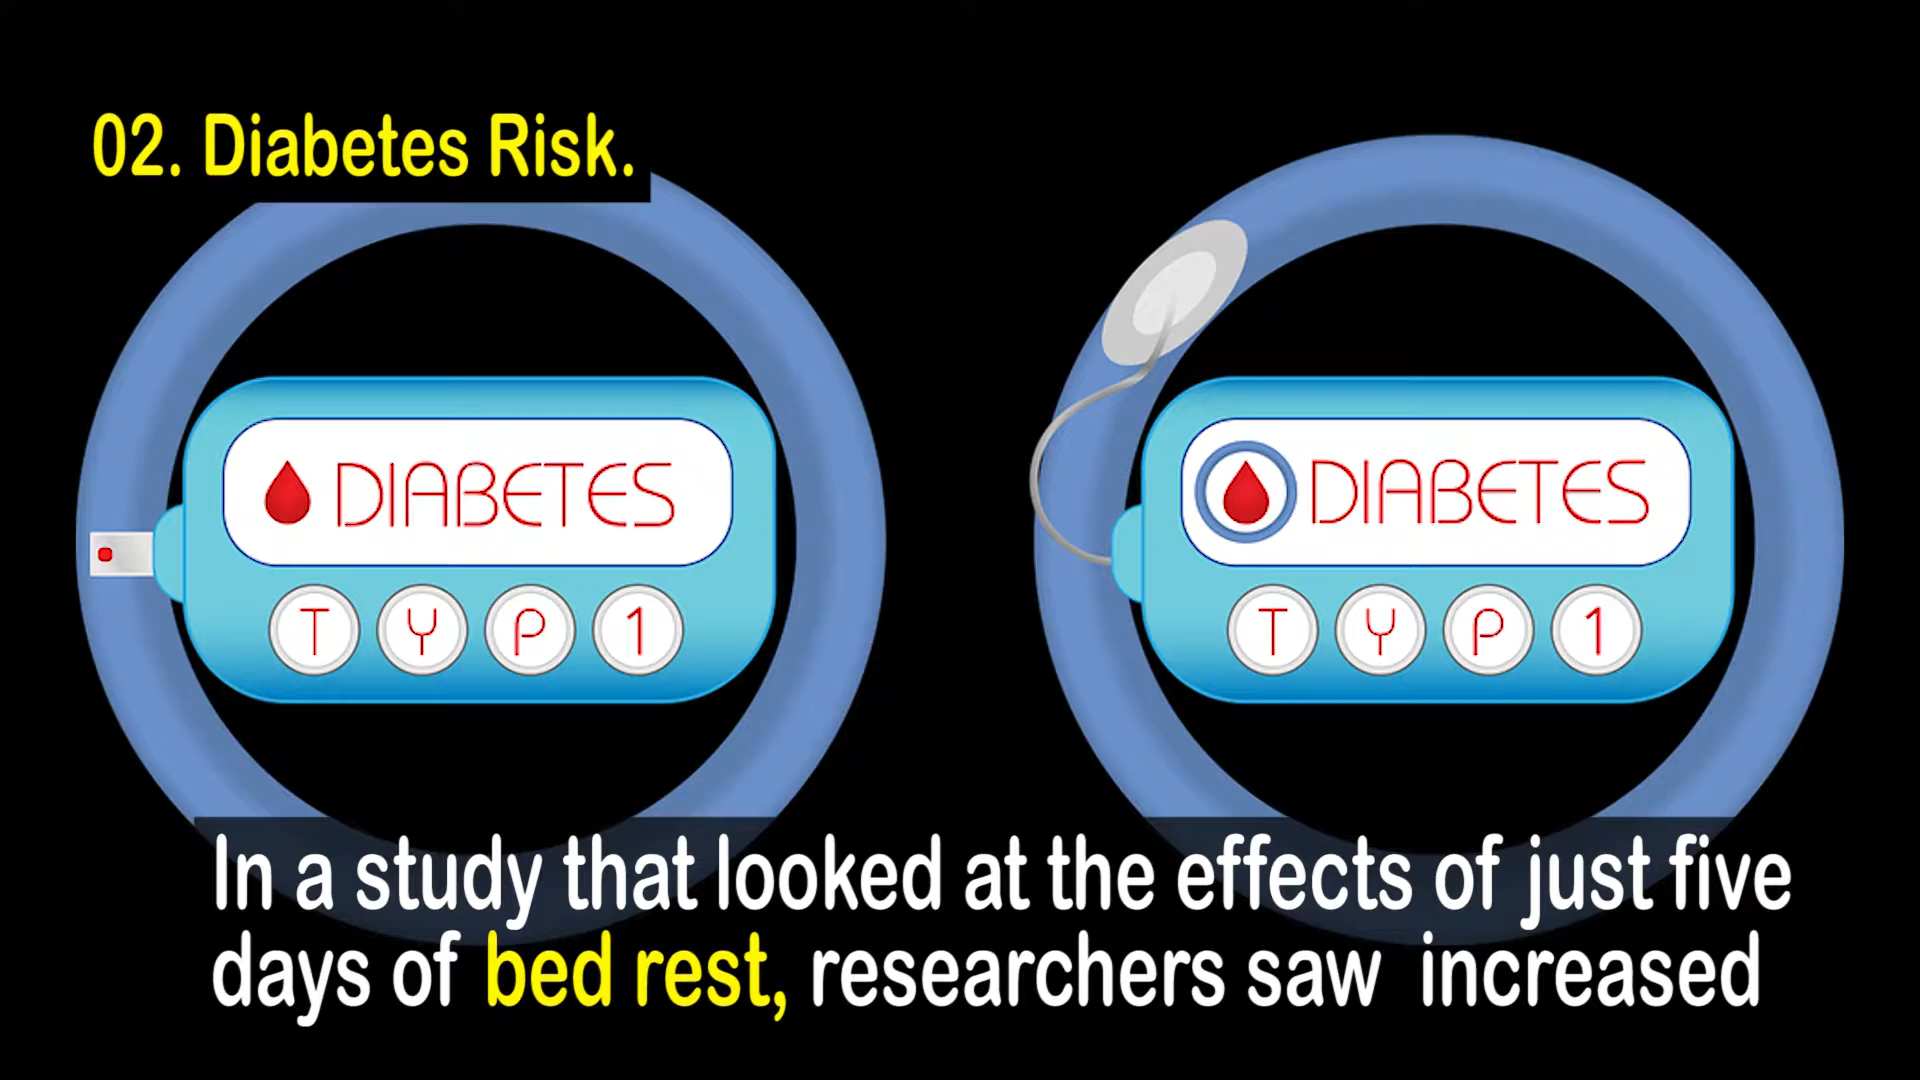 02. Diabetes Risk.
DIABETES
T Y P 1
DIABETES
T Y P 1
In a study that looked at the effects of just five
days of bed rest, researchers saw increased